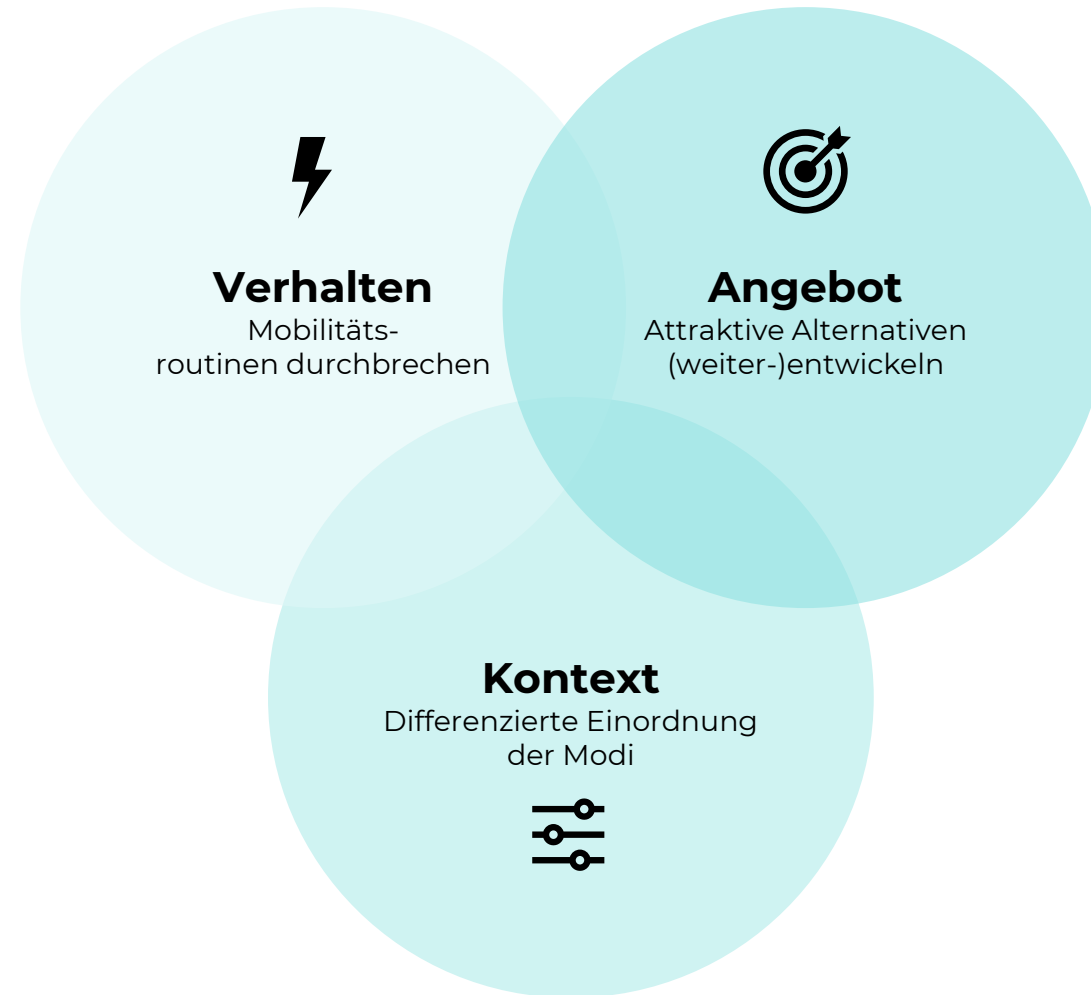 Verhalten
Mobilitäts-
routinen durchbrechen
Angebot
Attraktive Alternativen
(weiter-)entwickeln
Kontext
Differenzierte Einordnung
der Modi